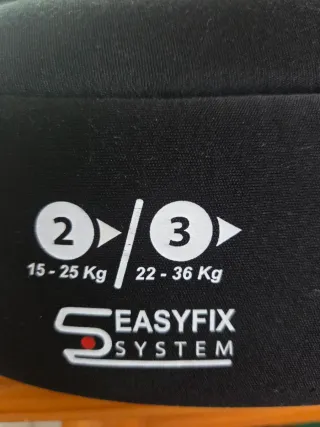 2 / 3
15 - 25 Kg 22 - 36 Kg
EASYFIX
SYSTEM